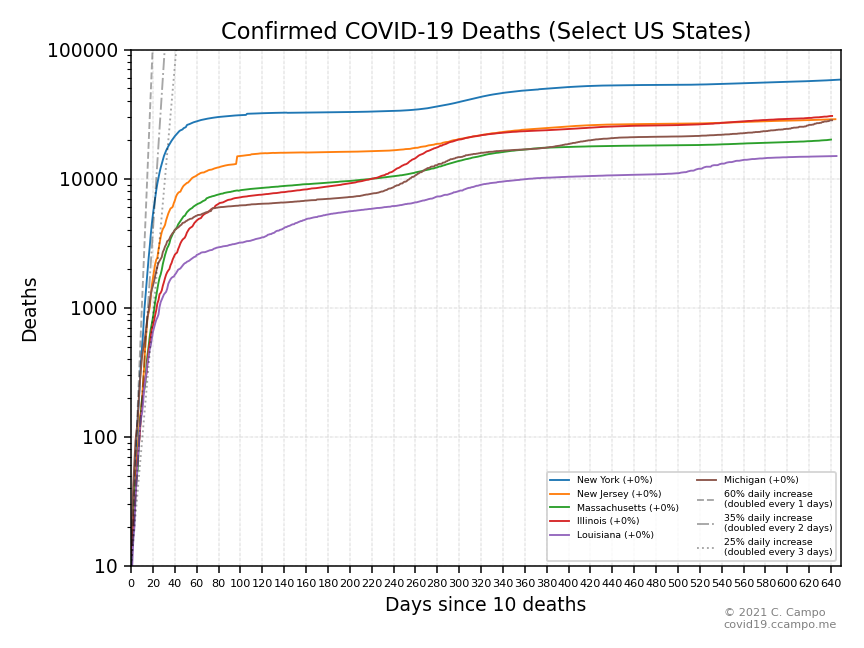 Confirmed COVID-19 Deaths (Select US States)
100000
10000
1000
100
10
Deaths
0 20 40 60 80 100 120 140 160 180 200 220 240 260 280 300 320 340 360 380 400 420 440 460 480 500 520 540 560 580 600 620 640
Days since 10 deaths
New York (+0%)
New Jersey (+0%)
Massachusetts (+0%)
Illinois (+0%)
Louisiana (+0%)
Michigan (+0%)
60% daily increase
(doubled every 1 days)
35% daily increase
(doubled every 2 days)
25% daily increase
(doubled every 3 days)
© 2021 C. Campo
covid19.ccampo.me